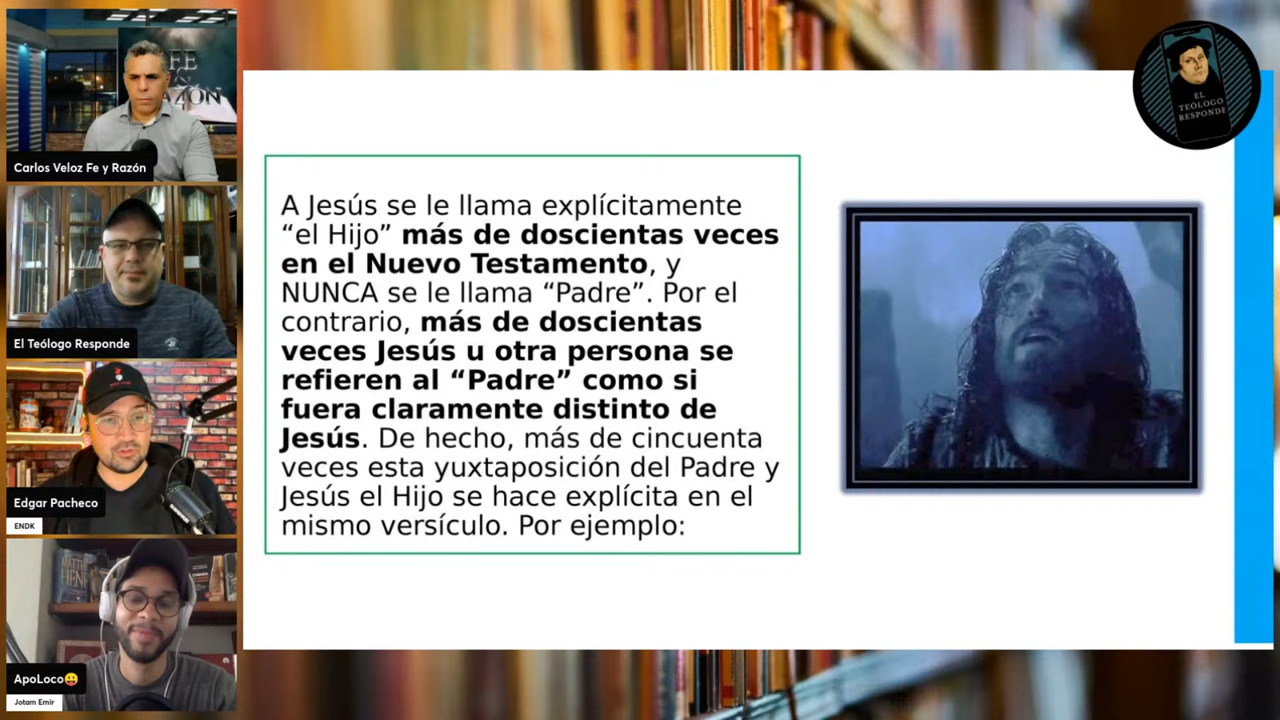 FE
RAZÓN
Carlos Veloz Fe y Razón
El Teólogo Responde
Edgar Pacheco
ENDK
MATTHEW
HENRY
ApoLoco😛
Jotam Emir
A Jesús se le llama explícitamente
“el Hijo” más de doscientas veces
en el Nuevo Testamento, y
NUNCA se le llama “Padre”. Por el
contrario, más de doscientas
veces Jesús u otra persona se
refieren al “Padre” como si
fuera claramente distinto de
Jesús. De hecho, más de cincuenta
veces esta yuxtaposición del Padre y
Jesús el Hijo se hace explícita en el
mismo versículo. Por ejemplo:
EL
TEÓLOGO
RESPONDE